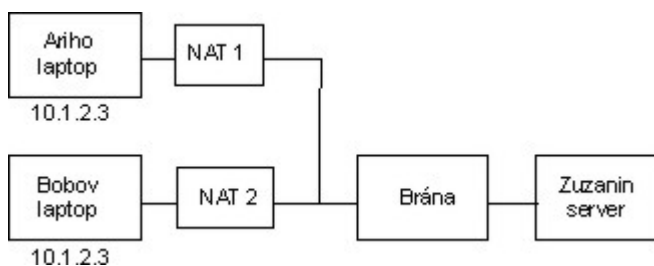 Ariho
laptop
NAT 1
10.1.2.3
Bobov
laptop
NAT 2
Brána
Zuzanin
server
10.1.2.3